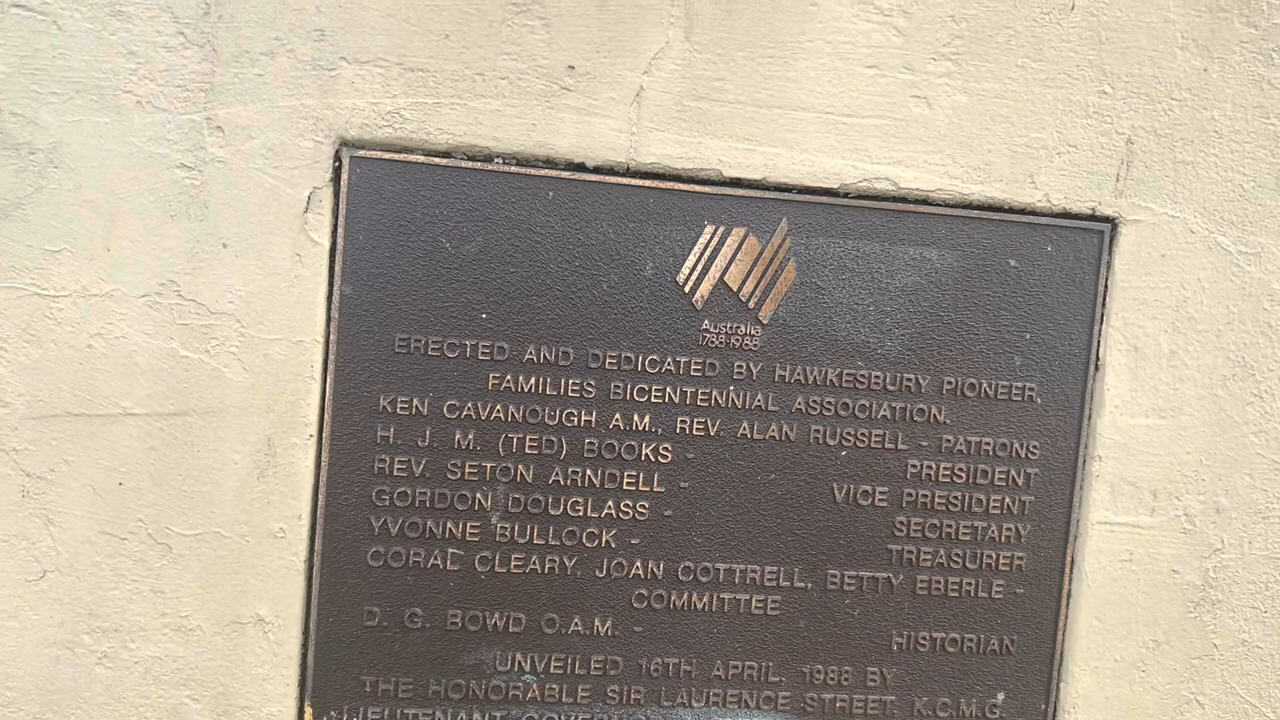 Australia
1788-1988
ERECTED AND DEDICATED BY HAWKESBURY PIONEER,
FAMILIES BICENTENNIAL ASSOCIATION.
KEN CAVANOUGH A.M., REV. ALAN RUSSELL - PATRONS
H. J. M. (TED) BOOKS - PRESIDENT
REV. SETON ARNDELL - VICE PRESIDENT
GORDON DOUGLASS - SECRETARY
YVONNE BULLOCK - TREASURER
CORAL CLEARY, JOAN COTTRELL, BETTY EBERLE -
COMMITTEE
D. G. BOWD O.A.M. - HISTORIAN
UNVEILED 16TH APRIL, 1988 BY
THE HONORABLE SIR LAURENCE STREET, K.C.M.G.
LIEUTENANT